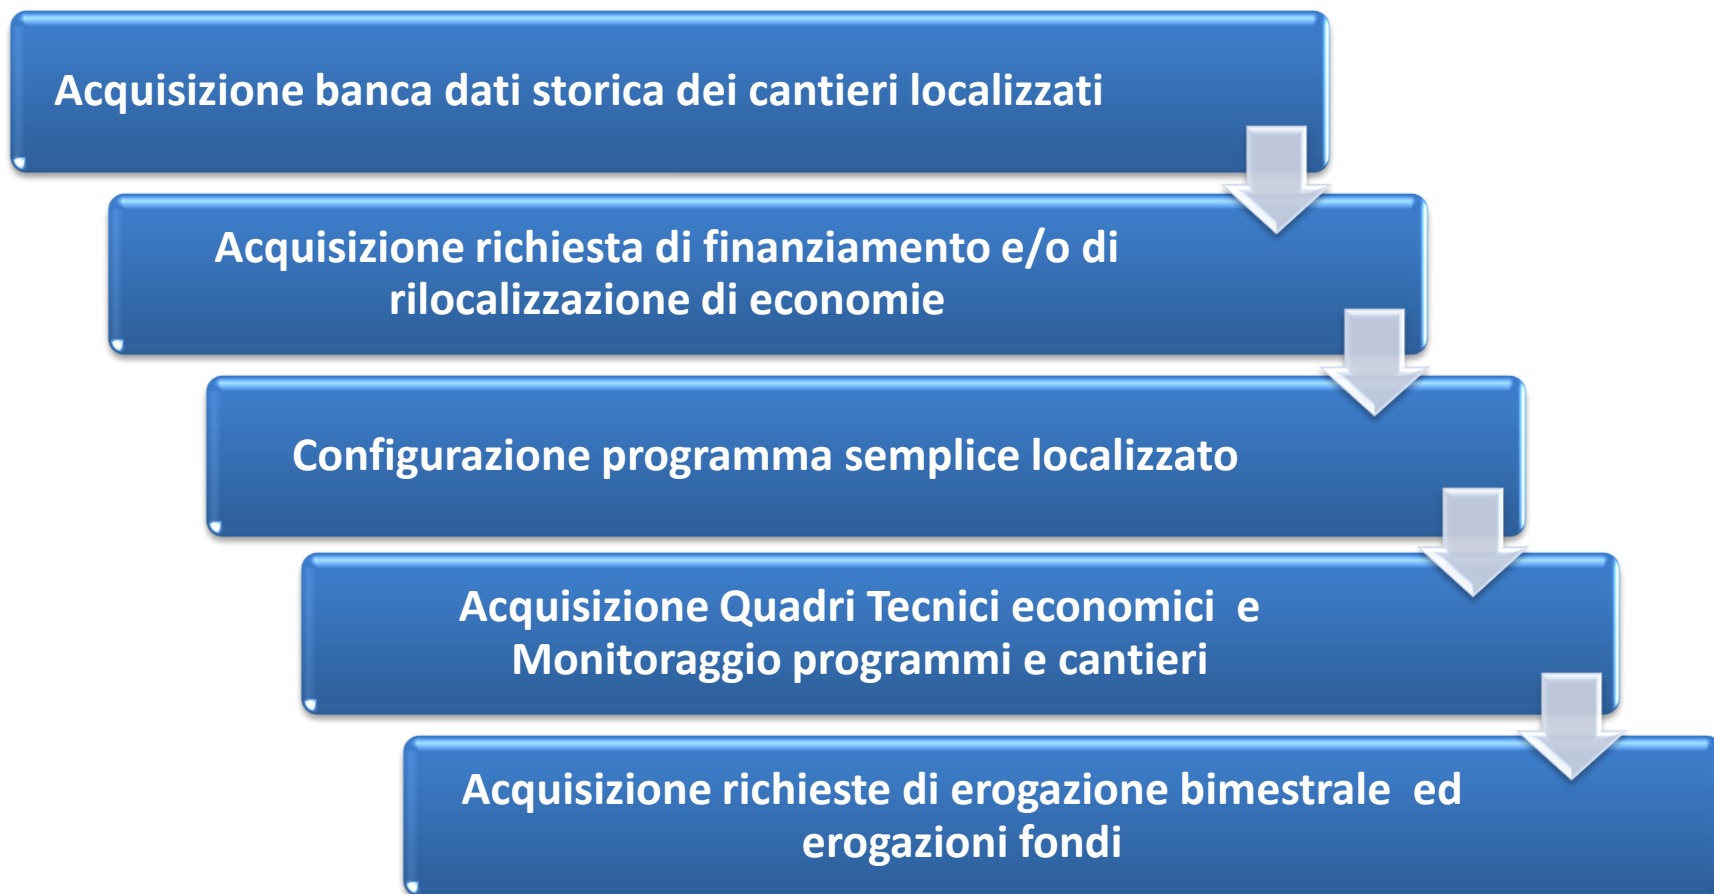 Acquisizione banca dati storica dei cantieri localizzati
Acquisizione richiesta di finanziamento e/o di
rilocalizzazione di economie
Configurazione programma semplice localizzato
Acquisizione Quadri Tecnici economici  e
Monitoraggio programmi e cantieri
Acquisizione richieste di erogazione bimestrale  ed
erogazioni fondi